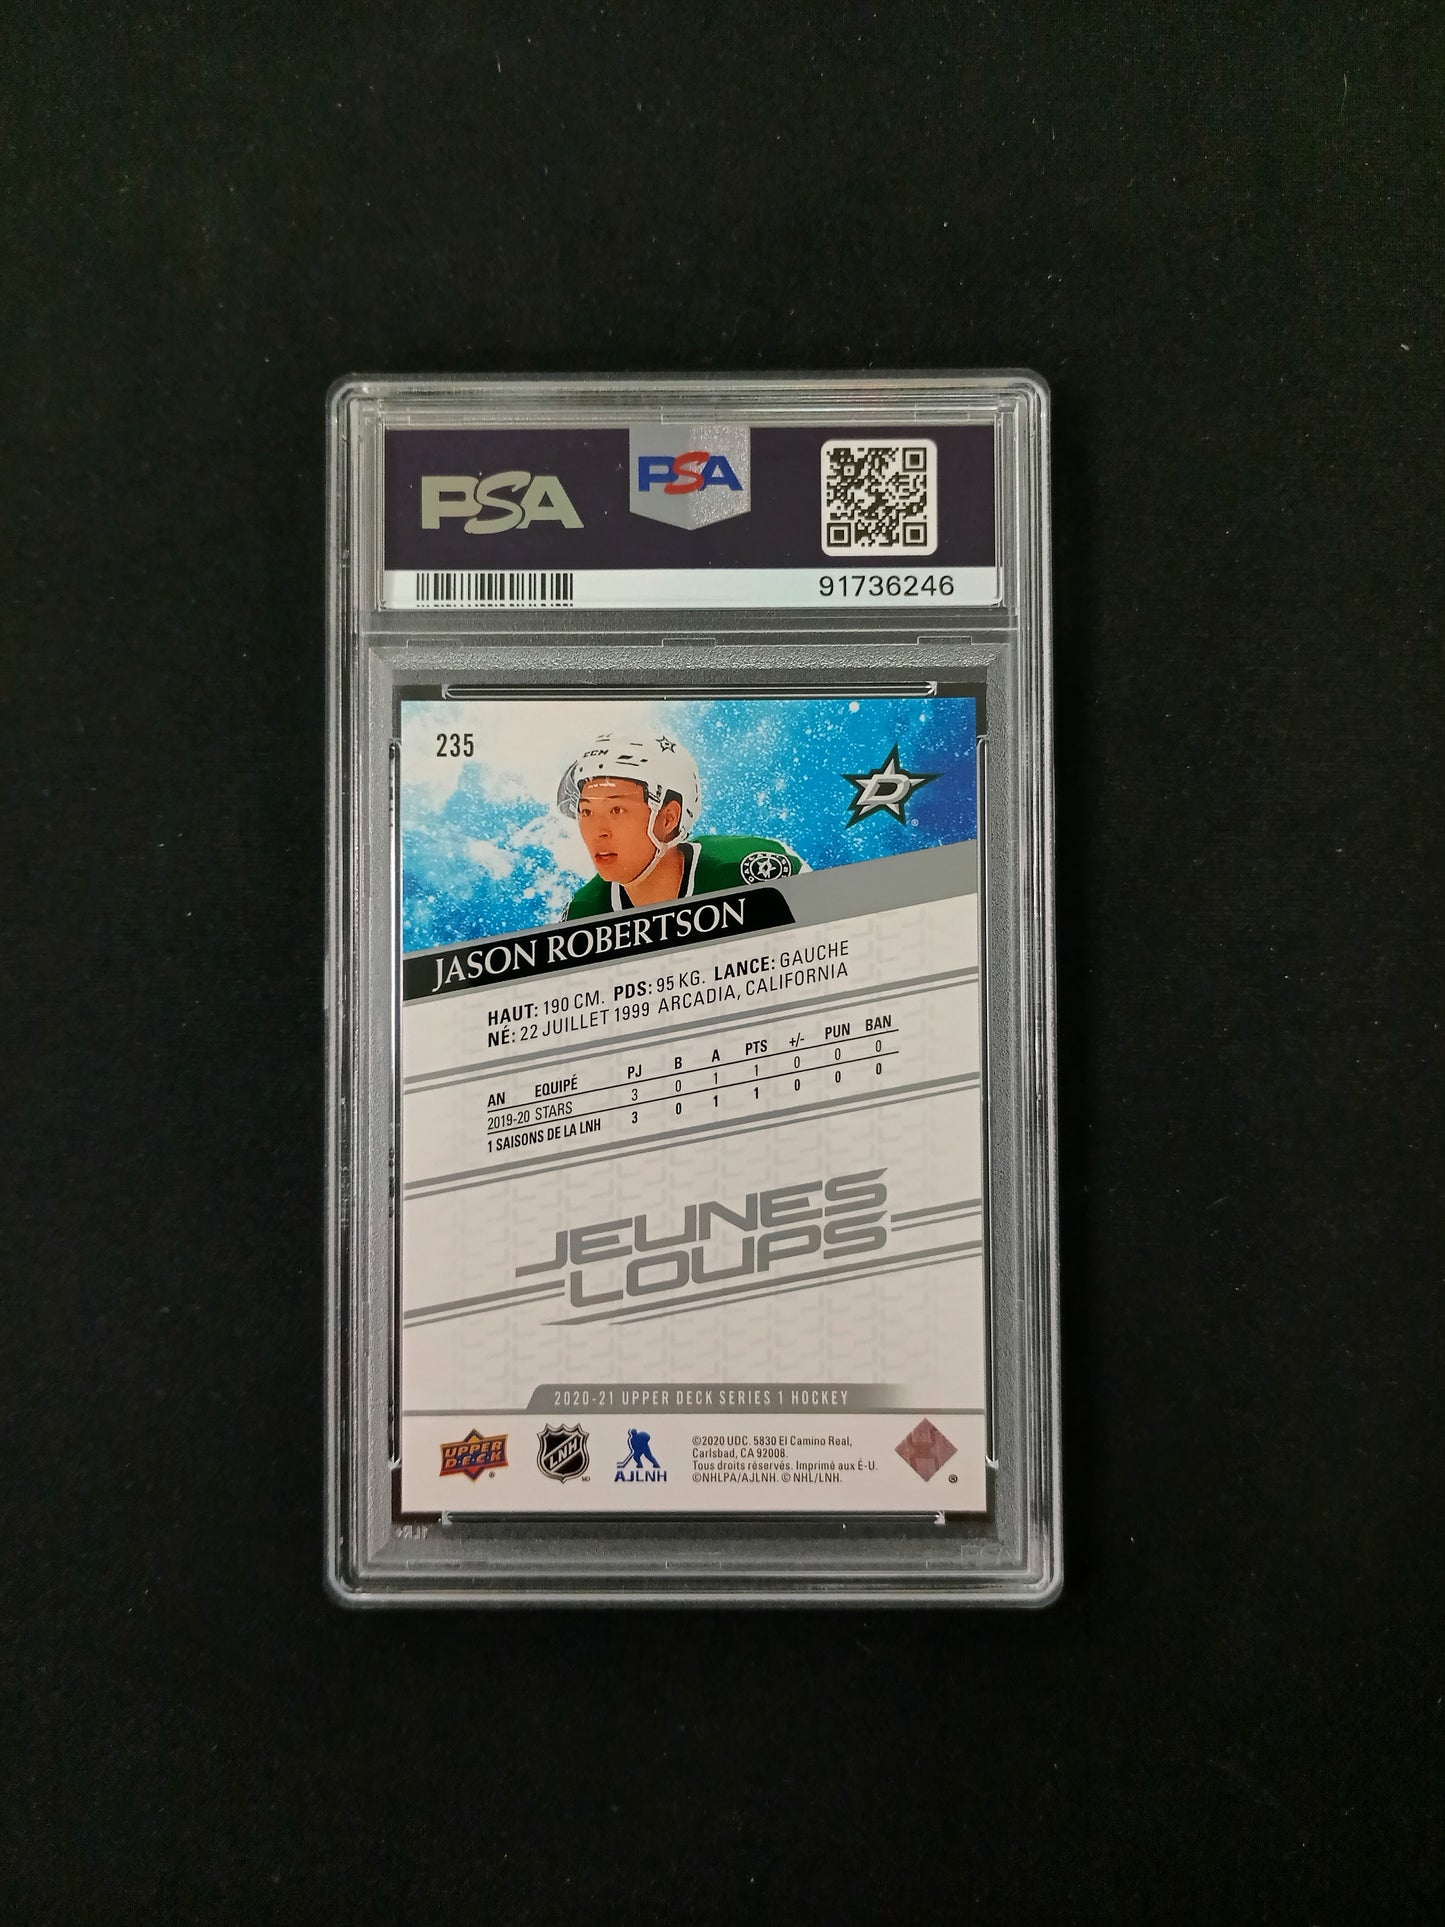 PSA
PSA
91736246
235
CCM
D
JASON ROBERTSON
HAUT: 190 CM. PDS: 95 KG. LANCE: GAUCHE
NÉ: 22 JUILLET 1999 ARCADIA, CALIFORNIA
AN EQUIPÉ PJ B A PTS +/- PUN BAN
2019-20 STARS 3 0 1 1 0 0 0
1 SAISONS DE LA LNH 3 0 1 1 0 0 0
JEUNES
LOUPS
2020-21 UPPER DECK SERIES 1 HOCKEY
UPPER
DECK
LNH
AJLNH
©2020 UDC. 5830 El Camino Real,
Carlsbad, CA 92008.
Tous droits réservés. Imprimé aux É-U.
©NHLPA/AJLNH. © NHL/LNH.
PSA